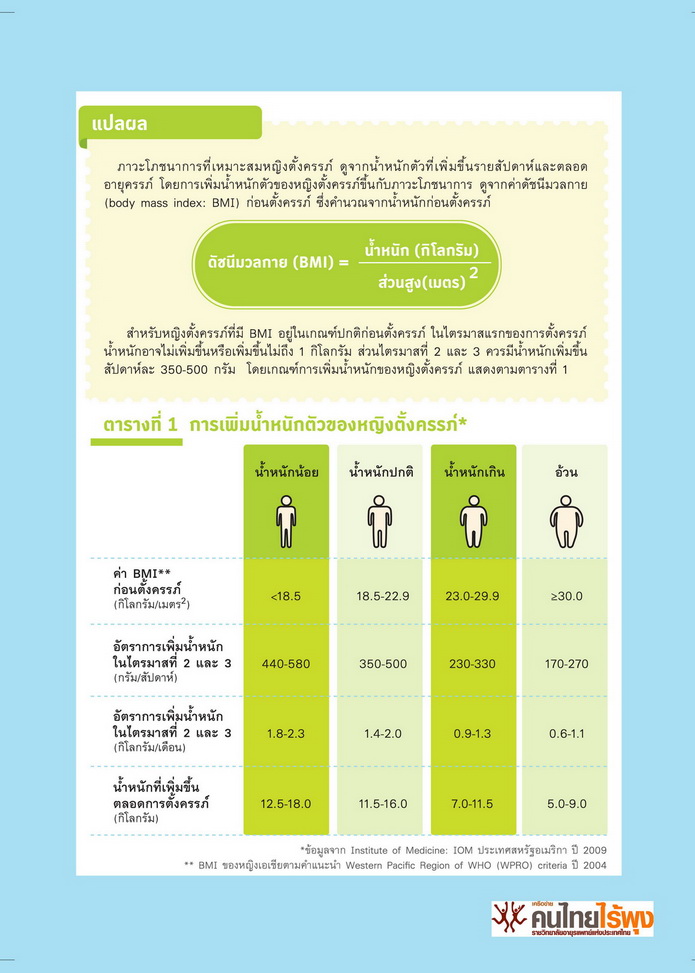 แปลผล
ภาวะโภชนาการที่เหมาะสมหญิงตั้งครรภ์ ดูจากน้ำหนักตัวที่เพิ่มขึ้นรายสัปดาห์และตลอด
อายุครรภ์ โดยการเพิ่มน้ำหนักตัวของหญิงตั้งครรภ์ขึ้นกับภาวะโภชนาการ ดูจากค่าดัชนีมวลกาย
(body mass index: BMI) ก่อนตั้งครรภ์ ซึ่งคำนวณจากน้ำหนักก่อนตั้งครรภ์
ดัชนีมวลกาย (BMI) = น้ำหนัก (กิโลกรัม)
ส่วนสูง(เมตร) 2
สำหรับหญิงตั้งครรภ์ที่มี BMI อยู่ในเกณฑ์ปกติก่อนตั้งครรภ์ ในไตรมาสแรกของการตั้งครรภ์
น้ำหนักอาจไม่เพิ่มขึ้นหรือเพิ่มขึ้นไม่ถึง 1 กิโลกรัม ส่วนไตรมาสที่ 2 และ 3 ควรมีน้ำหนักเพิ่มขึ้น
สัปดาห์ละ 350-500 กรัม โดยเกณฑ์การเพิ่มน้ำหนักของหญิงตั้งครรภ์ แสดงตามตารางที่ 1
ตารางที่ 1 การเพิ่มน้ำหนักตัวของหญิงตั้งครรภ์*
น้ำหนักน้อย น้ำหนักปกติ น้ำหนักเกิน อ้วน
ค่า BMI**
ก่อนตั้งครรภ์
(กิโลกรัม/เมตร2)
<18.5 18.5-22.9 23.0-29.9 ≥30.0
อัตราการเพิ่มน้ำหนัก
ในไตรมาสที่ 2 และ 3
(กรัม/สัปดาห์)
440-580 350-500 230-330 170-270
อัตราการเพิ่มน้ำหนัก
ในไตรมาสที่ 2 และ 3
(กิโลกรัม/เดือน)
1.8-2.3 1.4-2.0 0.9-1.3 0.6-1.1
น้ำหนักที่เพิ่มขึ้น
ตลอดการตั้งครรภ์
(กิโลกรัม)
12.5-18.0 11.5-16.0 7.0-11.5 5.0-9.0
*ข้อมูลจาก Institute of Medicine: IOM ประเทศสหรัฐอเมริกา ปี 2009
** BMI ของหญิงเอเชียตามคำแนะนำ Western Pacific Region of WHO (WPRO) criteria ปี 2004
เครือข่าย
คนไทยไร้พุง
ราชวิทยาลัยอายุรแพทย์แห่งประเทศไทย